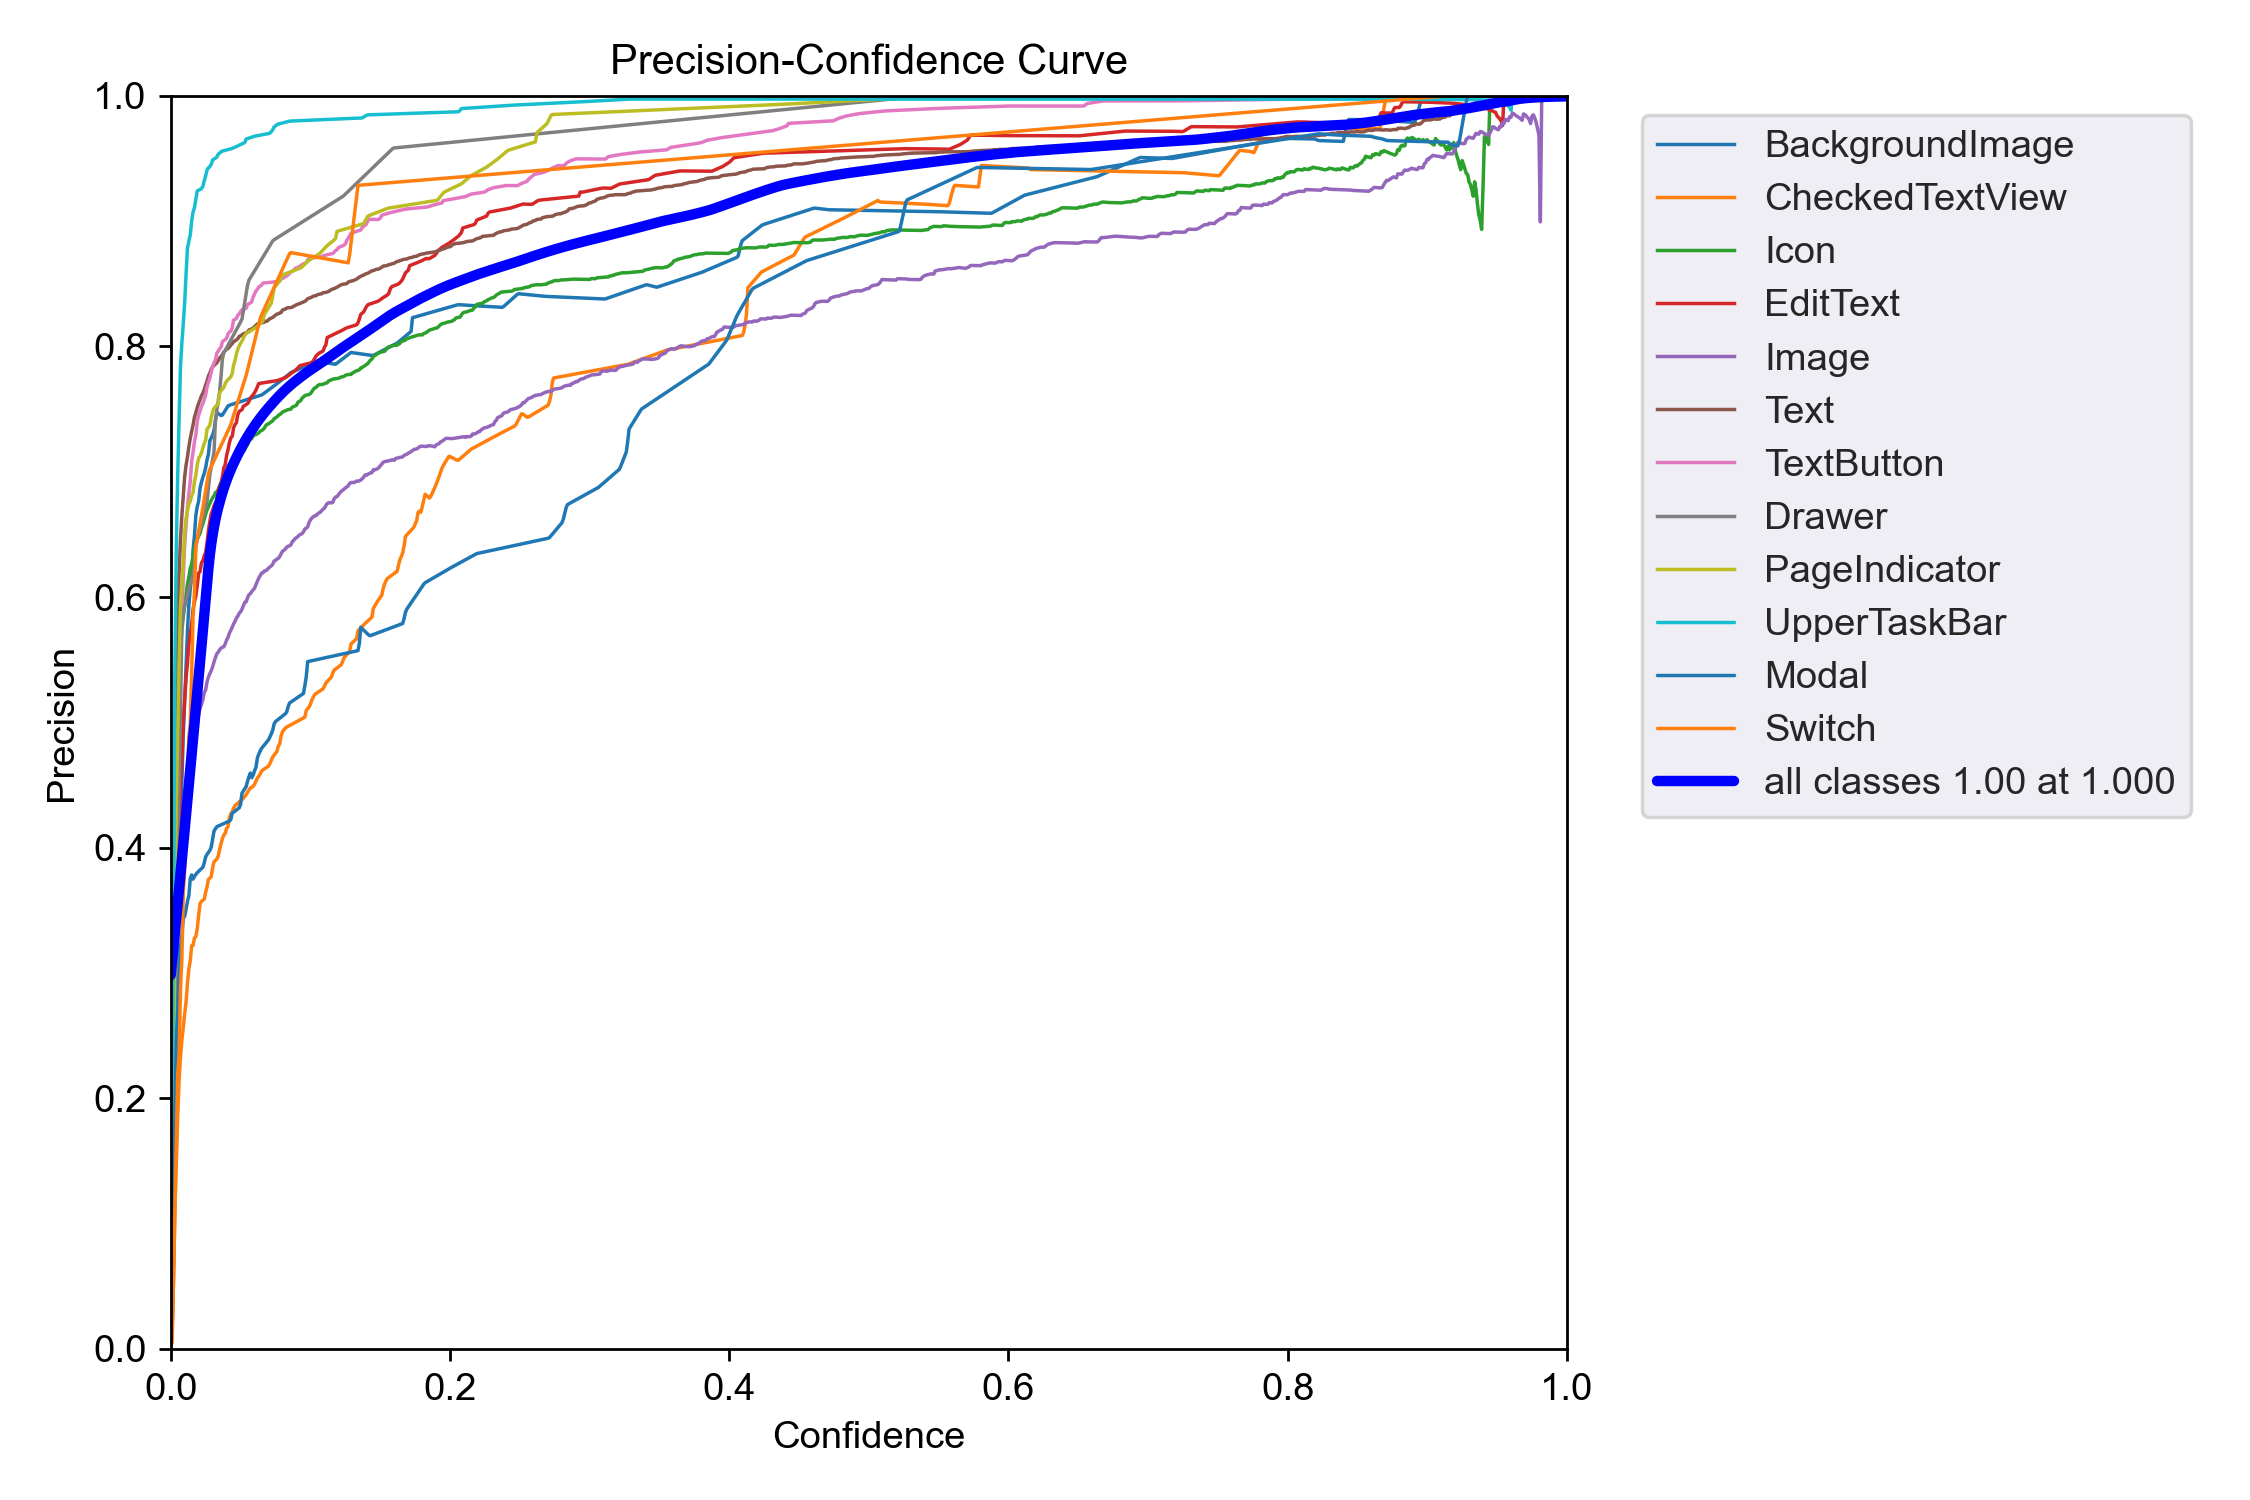 Precision-Confidence Curve
1.0
0.8
0.6
0.4
0.2
0.0
Precision
0.0 0.2 0.4 0.6 0.8 1.0
Confidence
BackgroundImage
CheckedTextView
Icon
EditText
Image
Text
TextButton
Drawer
PageIndicator
UpperTaskBar
Modal
Switch
all classes 1.00 at 1.000